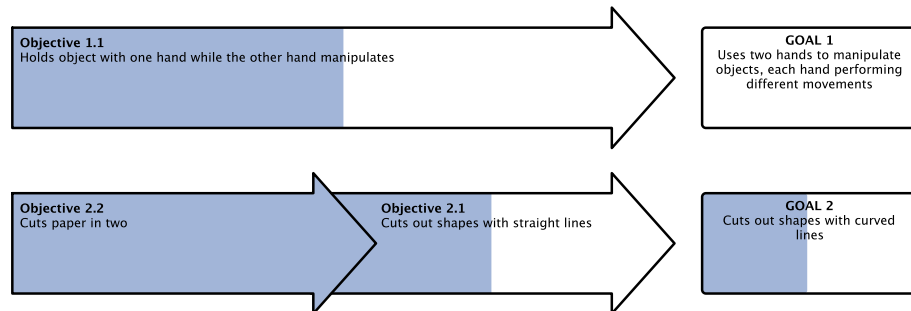 Objective 1.1
Holds object with one hand while the other hand manipulates
GOAL 1
Uses two hands to manipulate
objects, each hand performing
different movements
Objective 2.2
Cuts paper in two
Objective 2.1
Cuts out shapes with straight lines
GOAL 2
Cuts out shapes with curved
lines